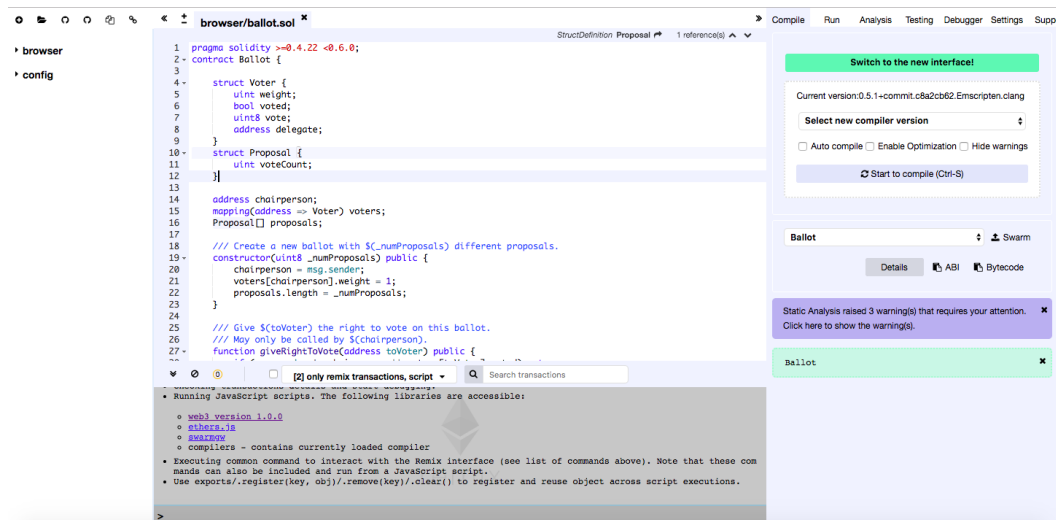 browser/ballot.sol
Compile Run Analysis Testing Debugger Settings Supp
browser
config
StructDefinition Proposal 1 reference(s)
1 pragma solidity >=0.4.22 <0.6.0;
2 contract Ballot {
3
4 struct Voter {
5 uint weight;
6 bool voted;
7 uint8 vote;
8 address delegate;
9 }
10 struct Proposal {
11 uint voteCount;
12 }
13
14 address chairperson;
15 mapping(address => Voter) voters;
16 Proposal[] proposals;
17
18 /// Create a new ballot with $(_numProposals) different proposals.
19 constructor(uint8 _numProposals) public {
20 chairperson = msg.sender;
21 voters[chairperson].weight = 1;
22 proposals.length = _numProposals;
23 }
24
25 /// Give $(toVoter) the right to vote on this ballot.
26 /// May only be called by $(chairperson).
27 function giveRightToVote(address toVoter) public {
0
[2] only remix transactions, script
Search transactions
checking transactions details and start debugging.
• Running JavaScript scripts. The following libraries are accessible:
web3 version 1.0.0
ethers.js
swarmgw
compilers - contains currently loaded compiler
• Executing common command to interact with the Remix interface (see list of commands above). Note that these com
mands can also be included and run from a JavaScript script.
• Use exports/.register(key, obj)/.remove(key)/.clear() to register and reuse object across script executions.
>
Switch to the new interface!
Current version:0.5.1+commit.c8a2cb62.Emscripten.clang
Select new compiler version
Auto compile Enable Optimization Hide warnings
Start to compile (Ctrl-S)
Ballot Swarm
Details ABI Bytecode
Static Analysis raised 3 warning(s) that requires your attention.
Click here to show the warning(s).
Ballot